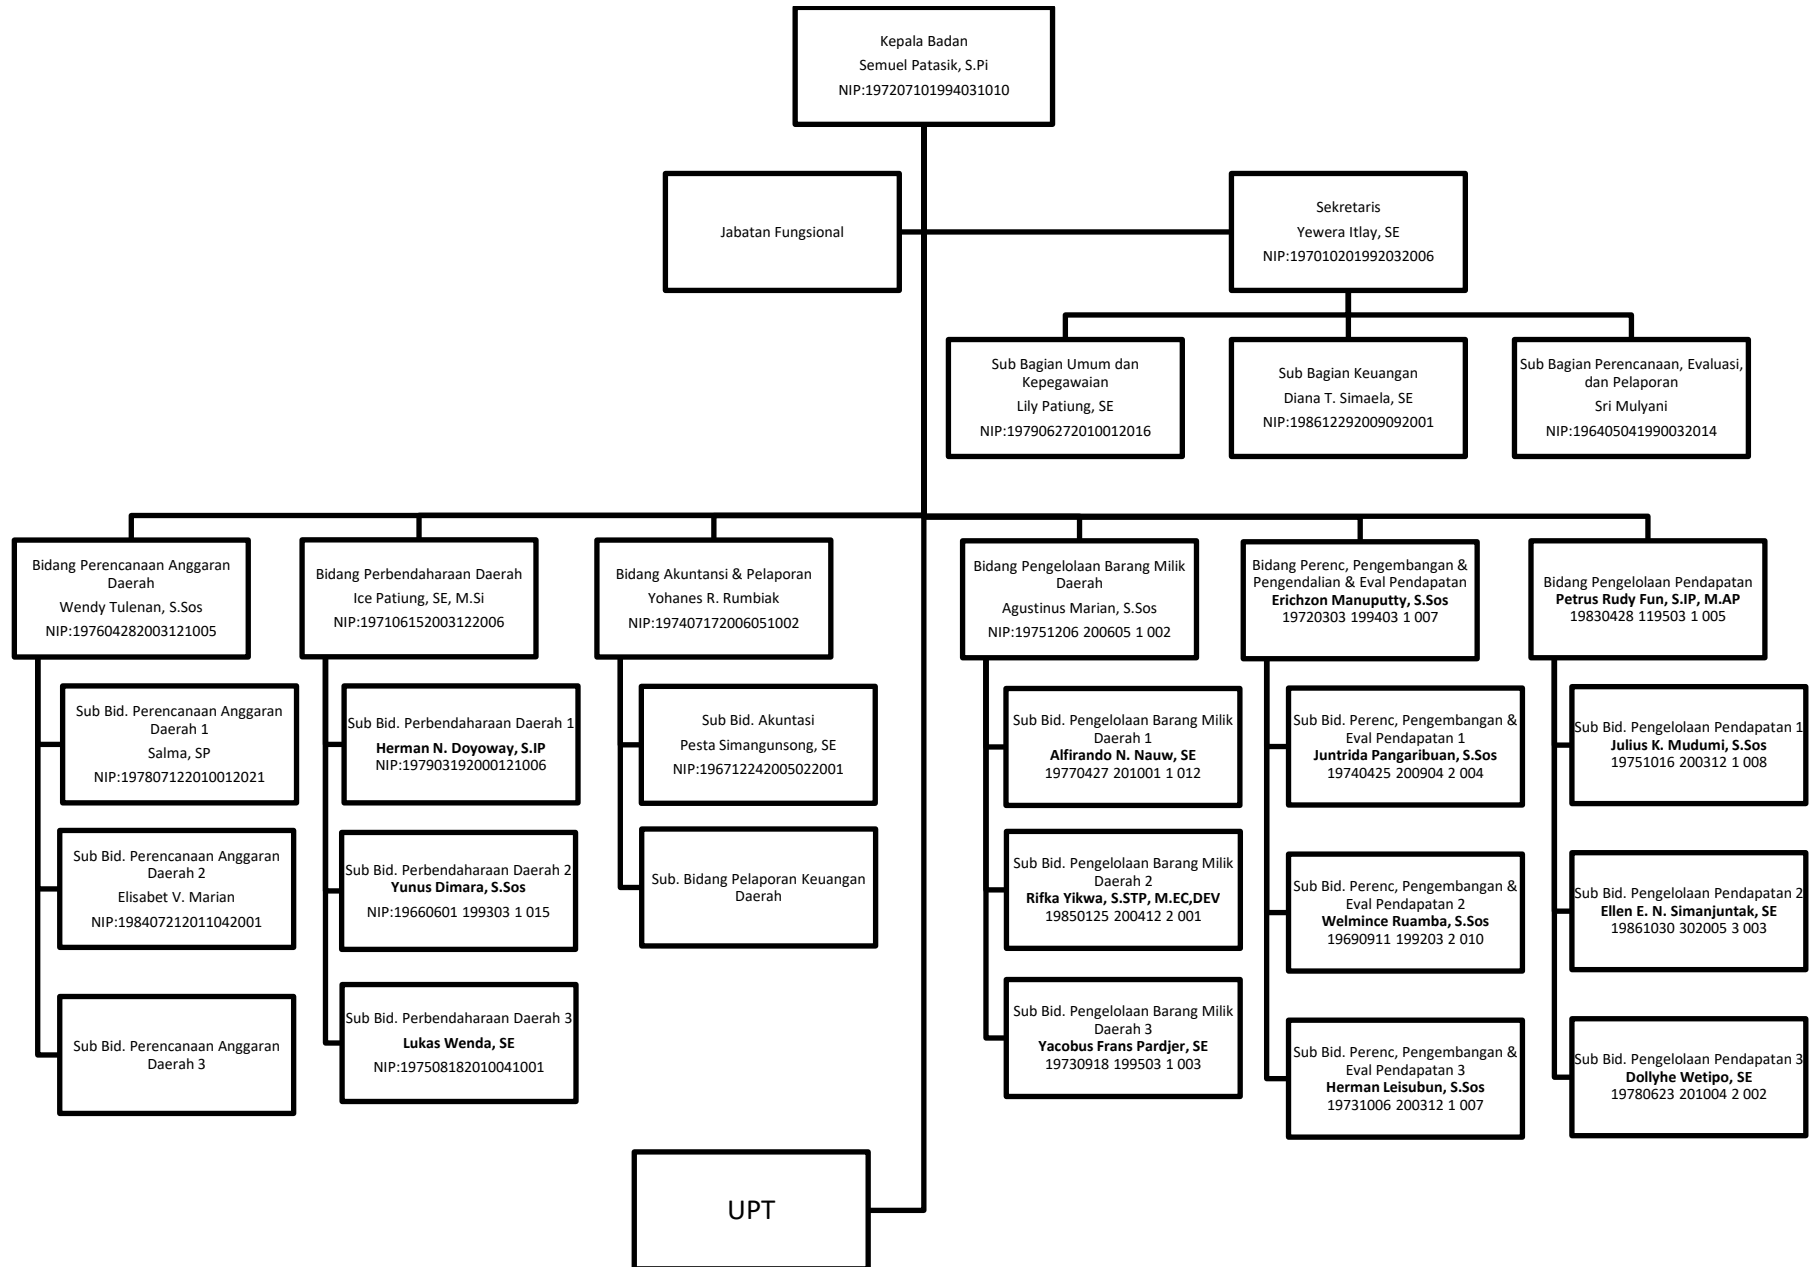 Kepala Badan
Semuel Patasik, S.Pi
NIP:197207101994031010
Jabatan Fungsional
Sekretaris
Yewera Itlay, SE
NIP:197010201992032006
Sub Bagian Umum dan
Kepegawaian
Lily Patiung, SE
NIP:197906272010012016
Sub Bagian Keuangan
Diana T. Simaela, SE
NIP:198612292009092001
Sub Bagian Perencanaan, Evaluasi,
dan Pelaporan
Sri Mulyani
NIP:196405041990032014
Bidang Perencanaan Anggaran
Daerah
Wendy Tulenan, S.Sos
NIP:197604282003121005
Bidang Perbendaharaan Daerah
Ice Patiung, SE, M.Si
NIP:197106152003122006
Bidang Akuntansi & Pelaporan
Yohanes R. Rumbiak
NIP:197407172006051002
Bidang Pengelolaan Barang Milik
Daerah
Agustinus Marian, S.Sos
NIP:19751206 200605 1 002
Bidang Perenc, Pengembangan &
Pengendalian & Eval Pendapatan
Erichzon Manuputty, S.Sos
19720303 199403 1 007
Bidang Pengelolaan Pendapatan
Petrus Rudy Fun, S.IP, M.AP
19830428 119503 1 005
Sub Bid. Perencanaan Anggaran
Daerah 1
Salma, SP
NIP:197807122010012021
Sub Bid. Perencanaan Anggaran
Daerah 2
Elisabet V. Marian
NIP:198407212011042001
Sub Bid. Perencanaan Anggaran
Daerah 3
Sub Bid. Perbendaharaan Daerah 1
Herman N. Doyoway, S.IP
NIP:197903192000121006
Sub Bid. Perbendaharaan Daerah 2
Yunus Dimara, S.Sos
NIP:19660601 199303 1 015
Sub Bid. Perbendaharaan Daerah 3
Lukas Wenda, SE
NIP:197508182010041001
Sub Bid. Akuntasi
Pesta Simangunsong, SE
NIP:196712242005022001
Sub. Bidang Pelaporan Keuangan
Daerah
Sub Bid. Pengelolaan Barang Milik
Daerah 1
Alfirando N. Nauw, SE
19770427 201001 1 012
Sub Bid. Pengelolaan Barang Milik
Daerah 2
Rifka Yikwa, S.STP, M.EC,DEV
19850125 200412 2 001
Sub Bid. Pengelolaan Barang Milik
Daerah 3
Yacobus Frans Pardjer, SE
19730918 199503 1 003
Sub Bid. Perenc, Pengembangan &
Eval Pendapatan 1
Juntrida Pangaribuan, S.Sos
19740425 200904 2 004
Sub Bid. Perenc, Pengembangan &
Eval Pendapatan 2
Welmince Ruamba, S.Sos
19690911 199203 2 010
Sub Bid. Perenc, Pengembangan &
Eval Pendapatan 3
Herman Leisubun, S.Sos
19731006 200312 1 007
Sub Bid. Pengelolaan Pendapatan 1
Julius K. Mudumi, S.Sos
19751016 200312 1 008
Sub Bid. Pengelolaan Pendapatan 2
Ellen E. N. Simanjuntak, SE
19861030 302005 3 003
Sub Bid. Pengelolaan Pendapatan 3
Dollyhe Wetipo, SE
19780623 201004 2 002
UPT